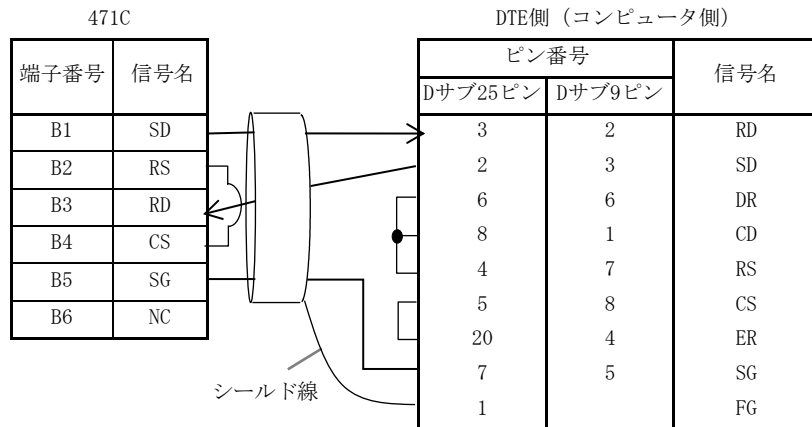 471C
DTE側（コンピュータ側）
端子番号 信号名
ピン番号 信号名
Dサブ25ピン Dサブ9ピン
B1 SD
B2 RS
B3 RD
B4 CS
B5 SG
B6 NC
3 2 RD
2 3 SD
6 6 DR
8 1 CD
4 7 RS
5 8 CS
20 4 ER
7 5 SG
1 FG
シールド線